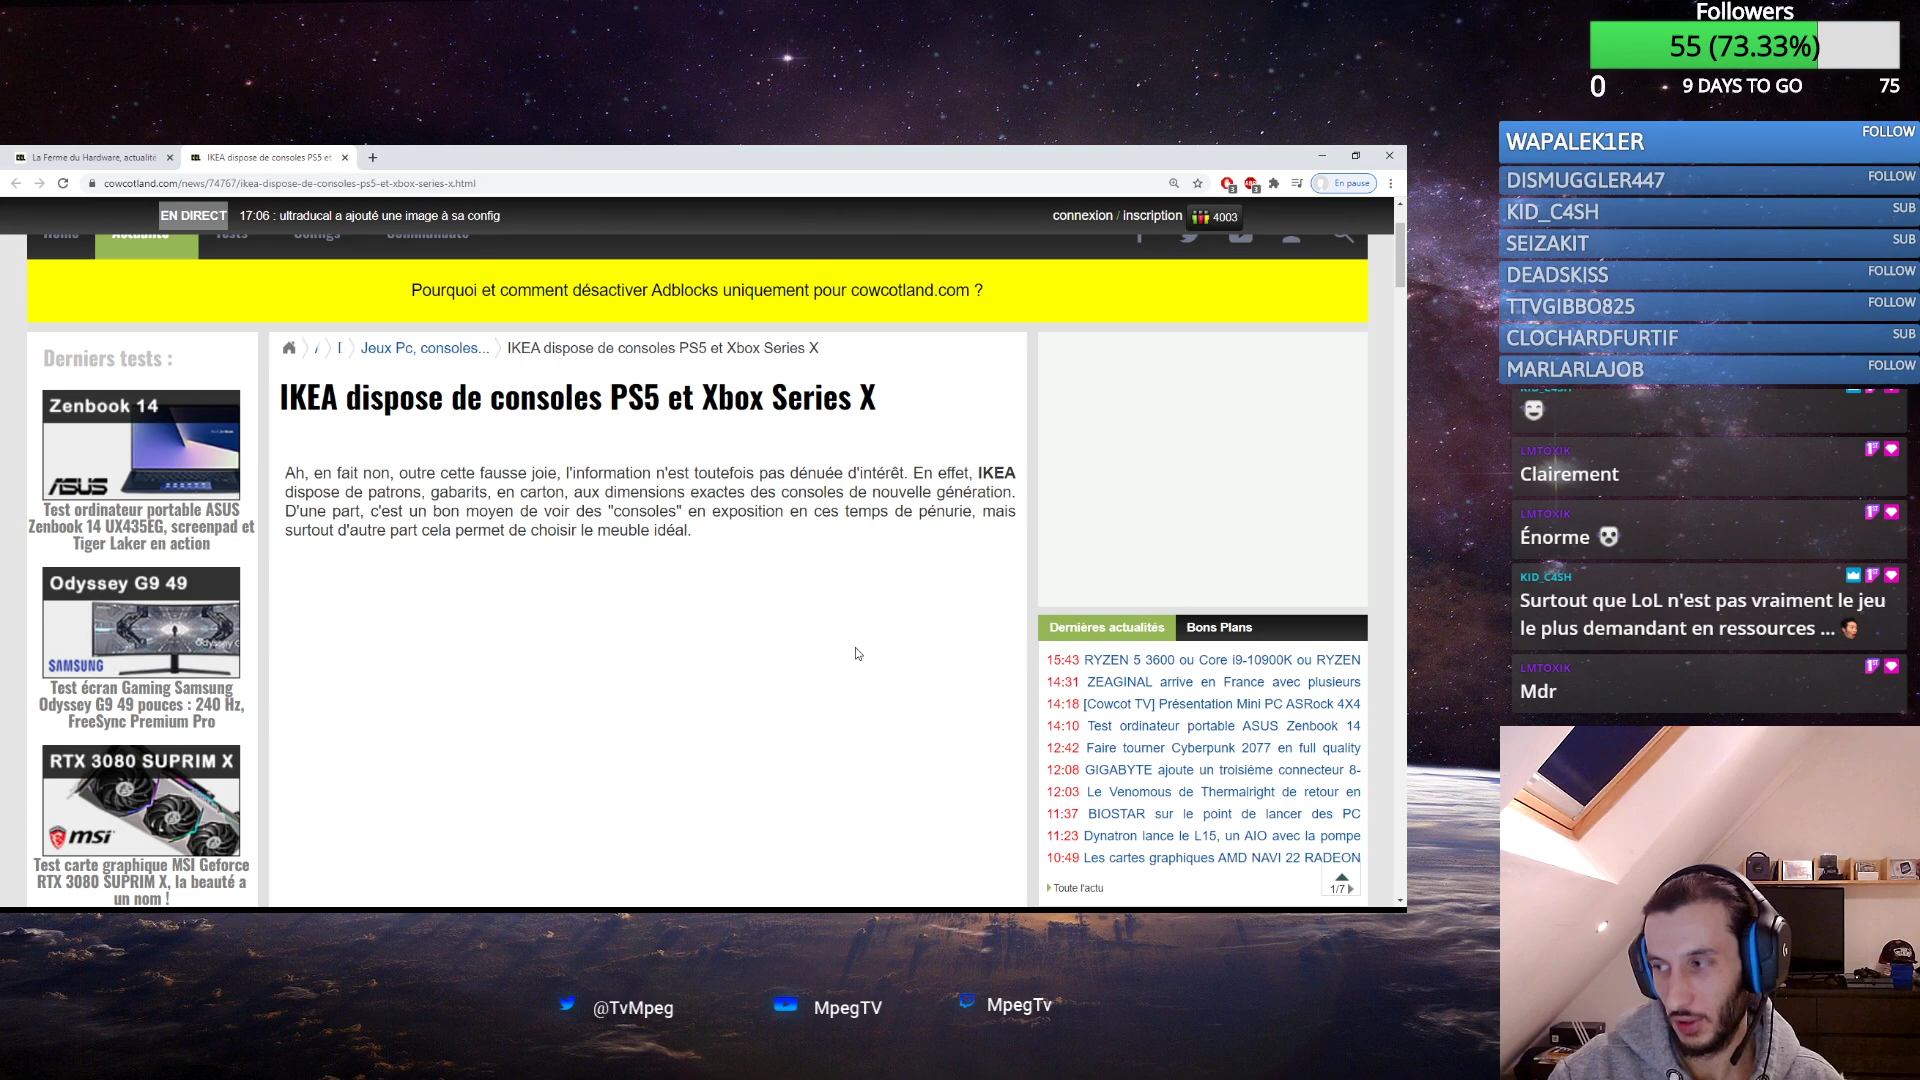 Followers
55 (73.33%)
0
9 DAYS TO GO
75
WAPALEK1ER
FOLLOW
DISMUGGLER447
FOLLOW
KID_C4SH
SUB
SEIZAKIT
SUB
DEADSKISS
FOLLOW
TTVGIBBO825
FOLLOW
CLOCHARDFURTIF
SUB
MARLARLAJOB
FOLLOW
La Ferme du Hardware, actualité
IKEA dispose de consoles PS5 et
cowcotland.com/news/74767/ikea-dispose-de-consoles-ps5-et-xbox-series-x.html
En pause
EN DIRECT
17:06 : ultraducal a ajouté une image à sa config
connexion / inscription
4003
Home
Actualité
Tests
Configs
Communauté
Pourquoi et comment désactiver Adblocks uniquement pour cowcotland.com ?
Derniers tests :
Zenbook 14
ASUS
Test ordinateur portable ASUS
Zenbook 14 UX435EG, screenpad et
Tiger Laker en action
Odyssey G9 49
SAMSUNG
Test écran Gaming Samsung
Odyssey G9 49 pouces : 240 Hz,
FreeSync Premium Pro
RTX 3080 SUPRIM X
msi
Test carte graphique MSI Geforce
RTX 3080 SUPRIM X, la beauté a
un nom !
Jeux Pc, consoles...
IKEA dispose de consoles PS5 et Xbox Series X
IKEA dispose de consoles PS5 et Xbox Series X
Ah, en fait non, outre cette fausse joie, l'information n'est toutefois pas dénuée d'intérêt. En effet, IKEA
dispose de patrons, gabarits, en carton, aux dimensions exactes des consoles de nouvelle génération.
D'une part, c'est un bon moyen de voir des "consoles" en exposition en ces temps de pénurie, mais
surtout d'autre part cela permet de choisir le meuble idéal.
Dernières actualités
Bons Plans
15:43 RYZEN 5 3600 ou Core i9-10900K ou RYZEN
14:31 ZEAGINAL arrive en France avec plusieurs
14:18 [Cowcot TV] Présentation Mini PC ASRock 4X4
14:10 Test ordinateur portable ASUS Zenbook 14
12:42 Faire tourner Cyberpunk 2077 en full quality
12:08 GIGABYTE ajoute un troisième connecteur 8-
12:03 Le Venomous de Thermalright de retour en
11:37 BIOSTAR sur le point de lancer des PC
11:23 Dynatron lance le L15, un AIO avec la pompe
10:49 Les cartes graphiques AMD NAVI 22 RADEON
Toute l'actu
1/7
KID_C4SH
LMTOXIK
Clairement
LMTOXIK
Énorme
KID_C4SH
Surtout que LoL n'est pas vraiment le jeu
le plus demandant en ressources ...
LMTOXIK
Mdr
@TvMpeg
MpegTV
MpegTv